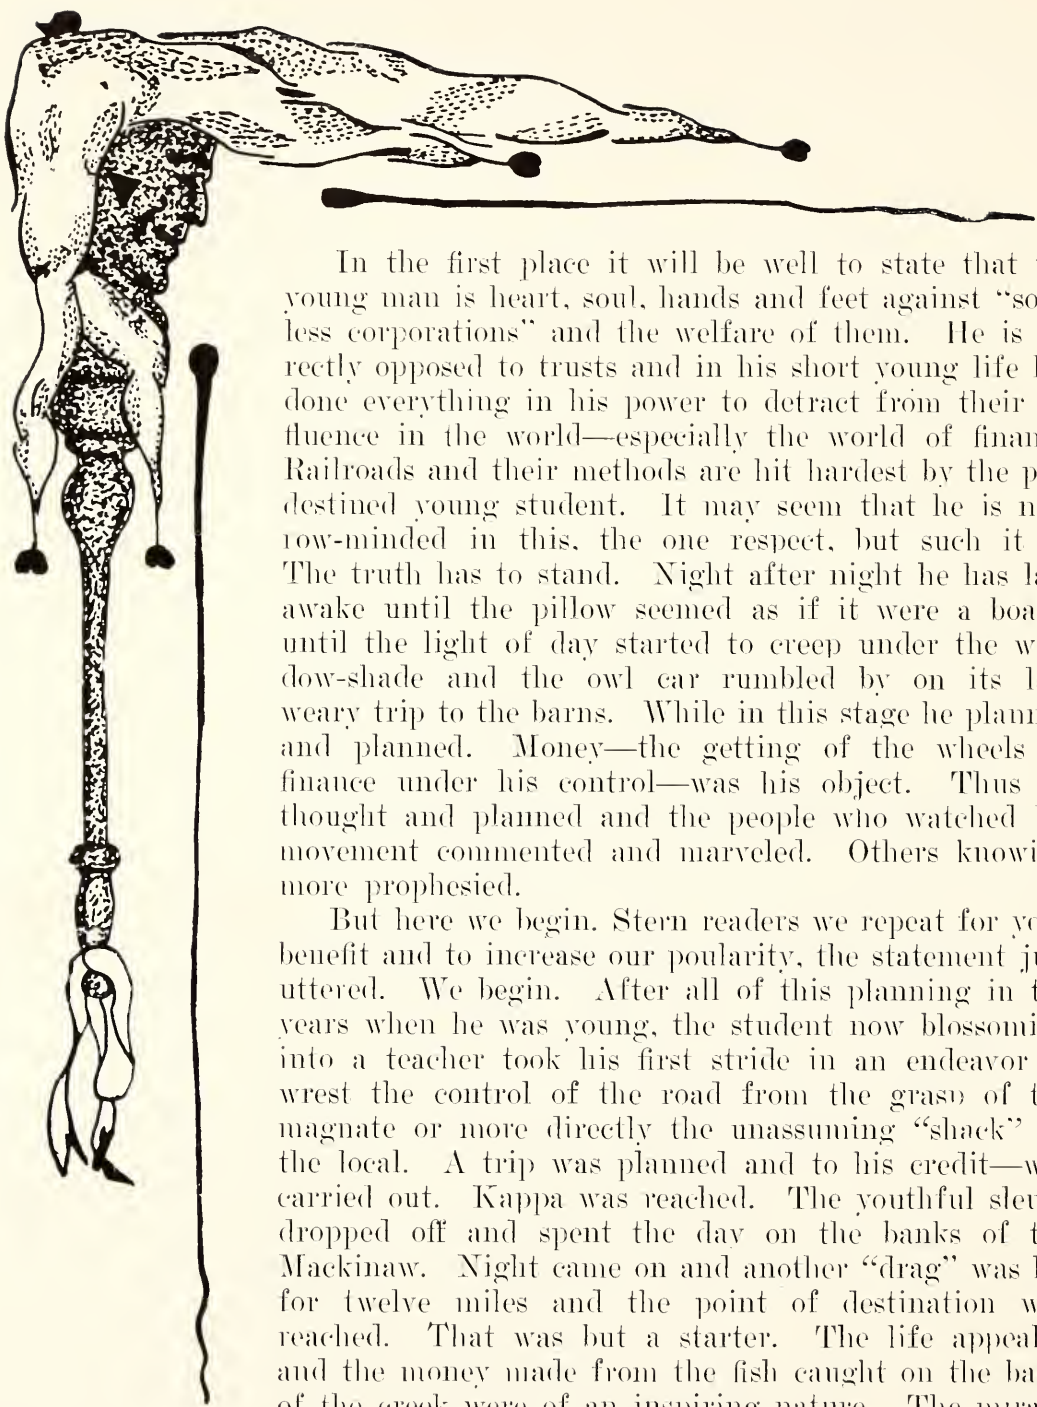 In the first place it will be well to state that
young man is heart, soul, hands and feet against "so
less corporations" and the welfare of them. He is
rectly opposed to trusts and in his short young life
done everything in his power to detract from their
fluence in the world—especially the world of finan
Railroads and their methods are hit hardest by the p
destined young student. It may seem that he is n
row-minded in this, the one respect, but such it
The truth has to stand. Night after night he has la
awake until the pillow seemed as if it were a boa
until the light of day started to creep under the w
dow-shade and the owl car rumbled by on its l
weary trip to the barns. While in this stage he plann
and planned. Money—the getting of the wheels
finance under his control—was his object. Thus
thought and planned and the people who watched
movement commented and marveled. Others knowi
more prophesied.
But here we begin. Stern readers we repeat for yo
benefit and to increase our poularity, the statement ju
uttered. We begin. After all of this planning in t
years when he was young, the student now blossomi
into a teacher took his first stride in an endeavor
wrest the control of the road from the grasp of t
magnate or more directly the unassuming "shack"
the local. A trip was planned and to his credit—w
carried out. Kappa was reached. The youthful sleu
dropped off and spent the day on the banks of t
Mackinaw. Night came on and another "drag" was
for twelve miles and the point of destination w
reached. That was but a starter. The life appeal
and the money made from the fish caught on the ba
of the creek were of an inspiring nature. The